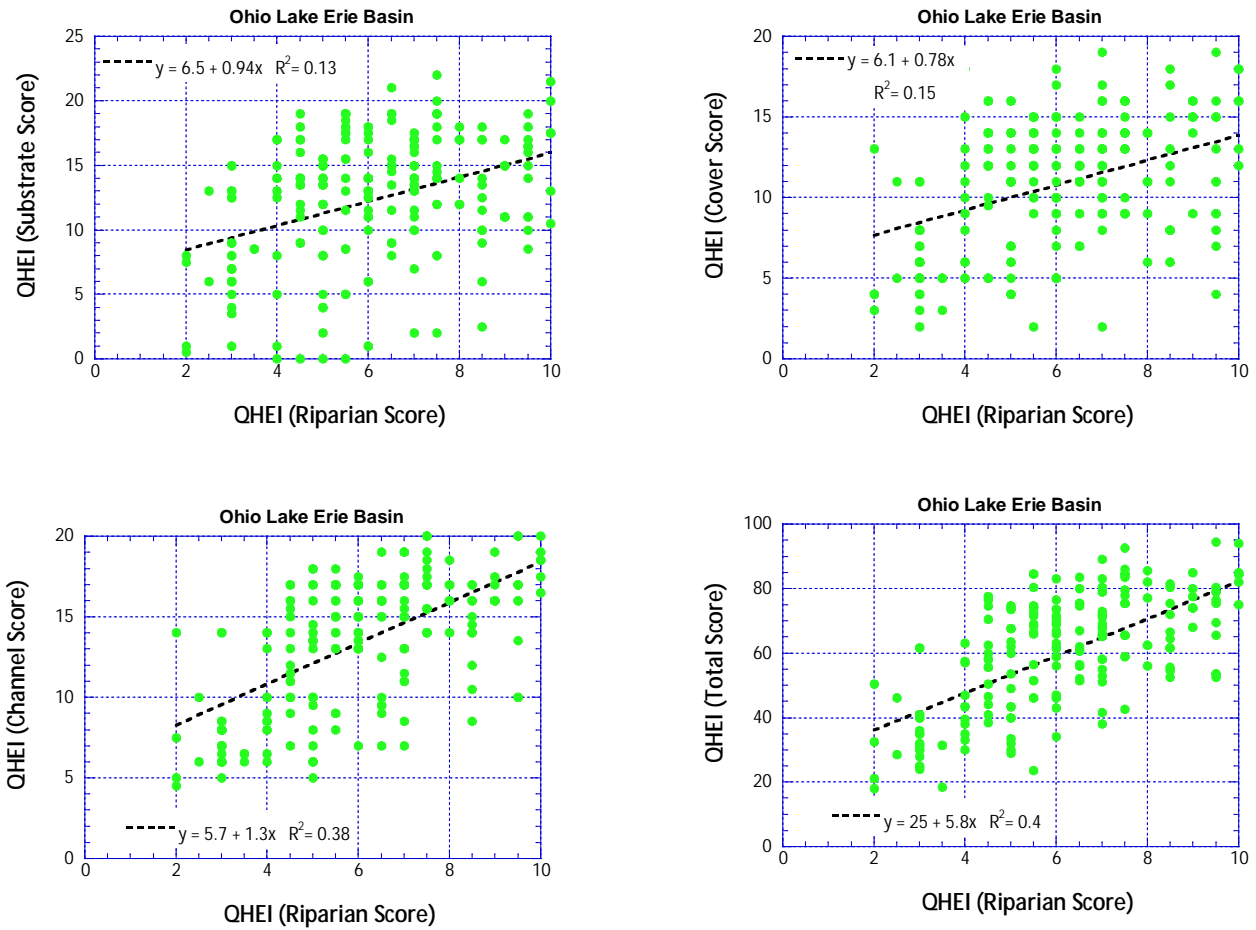 Ohio Lake Erie Basin
25
20
15
10
5
0
QHEI (Substrate Score)
y = 6.5 + 0.94x R²= 0.13
0 2 4 6 8 10
QHEI (Riparian Score)
Ohio Lake Erie Basin
20
15
10
5
0
QHEI (Cover Score)
y = 6.1 + 0.78x
R²= 0.15
0 2 4 6 8 10
QHEI (Riparian Score)
Ohio Lake Erie Basin
20
15
10
5
0
QHEI (Channel Score)
y = 5.7 + 1.3x R²= 0.38
0 2 4 6 8 10
QHEI (Riparian Score)
Ohio Lake Erie Basin
100
80
60
40
20
0
QHEI (Total Score)
y = 25 + 5.8x R²= 0.4
0 2 4 6 8 10
QHEI (Riparian Score)